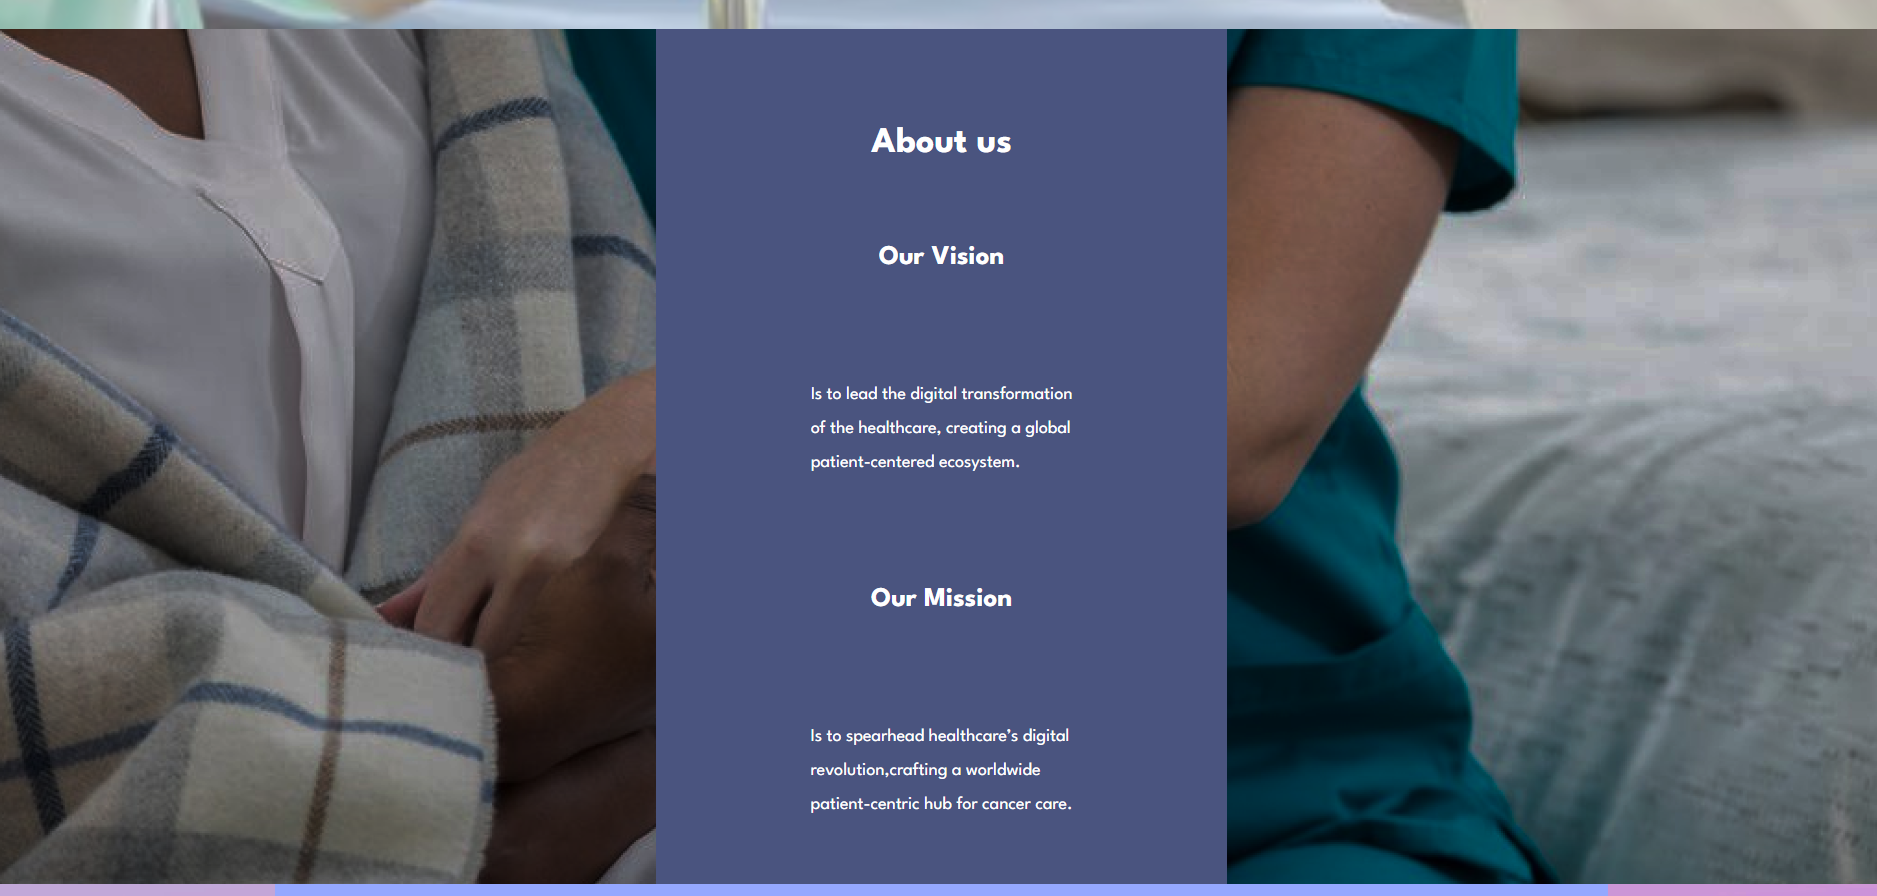 About us
Our Vision
Is to lead the digital transformation
of the healthcare, creating a global
patient-centered ecosystem.
Our Mission
Is to spearhead healthcare’s digital
revolution,crafting a worldwide
patient-centric hub for cancer care.